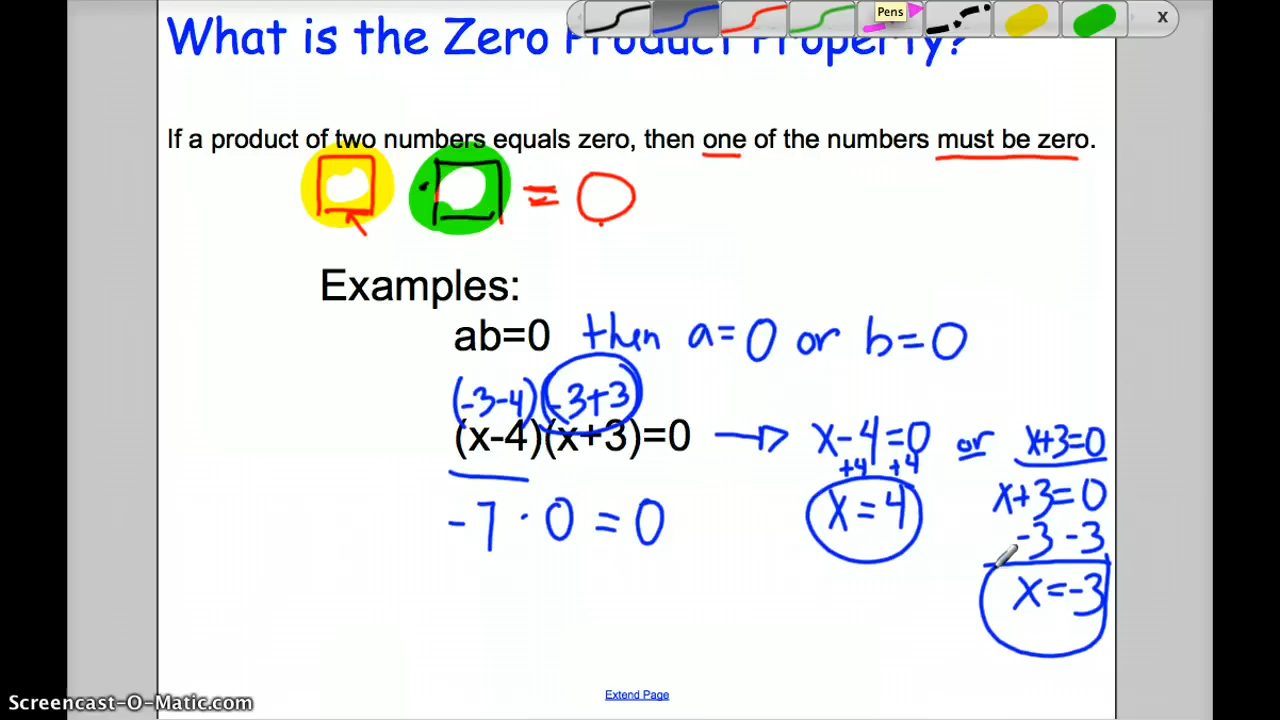 Pens
X
What is the Zero Product Property?
If a product of two numbers equals zero, then one of the numbers must be zero.
· = 0
Examples:
ab=0 then a=0 or b=0
(-3-4)(-3+3)
(x-4)(x+3)=0 → x-4=0 or x+3=0
+4 +4
x=4
x+3=0
-3 -3
x=-3
-7 · 0 = 0
Extend Page
Screencast-O-Matic.com